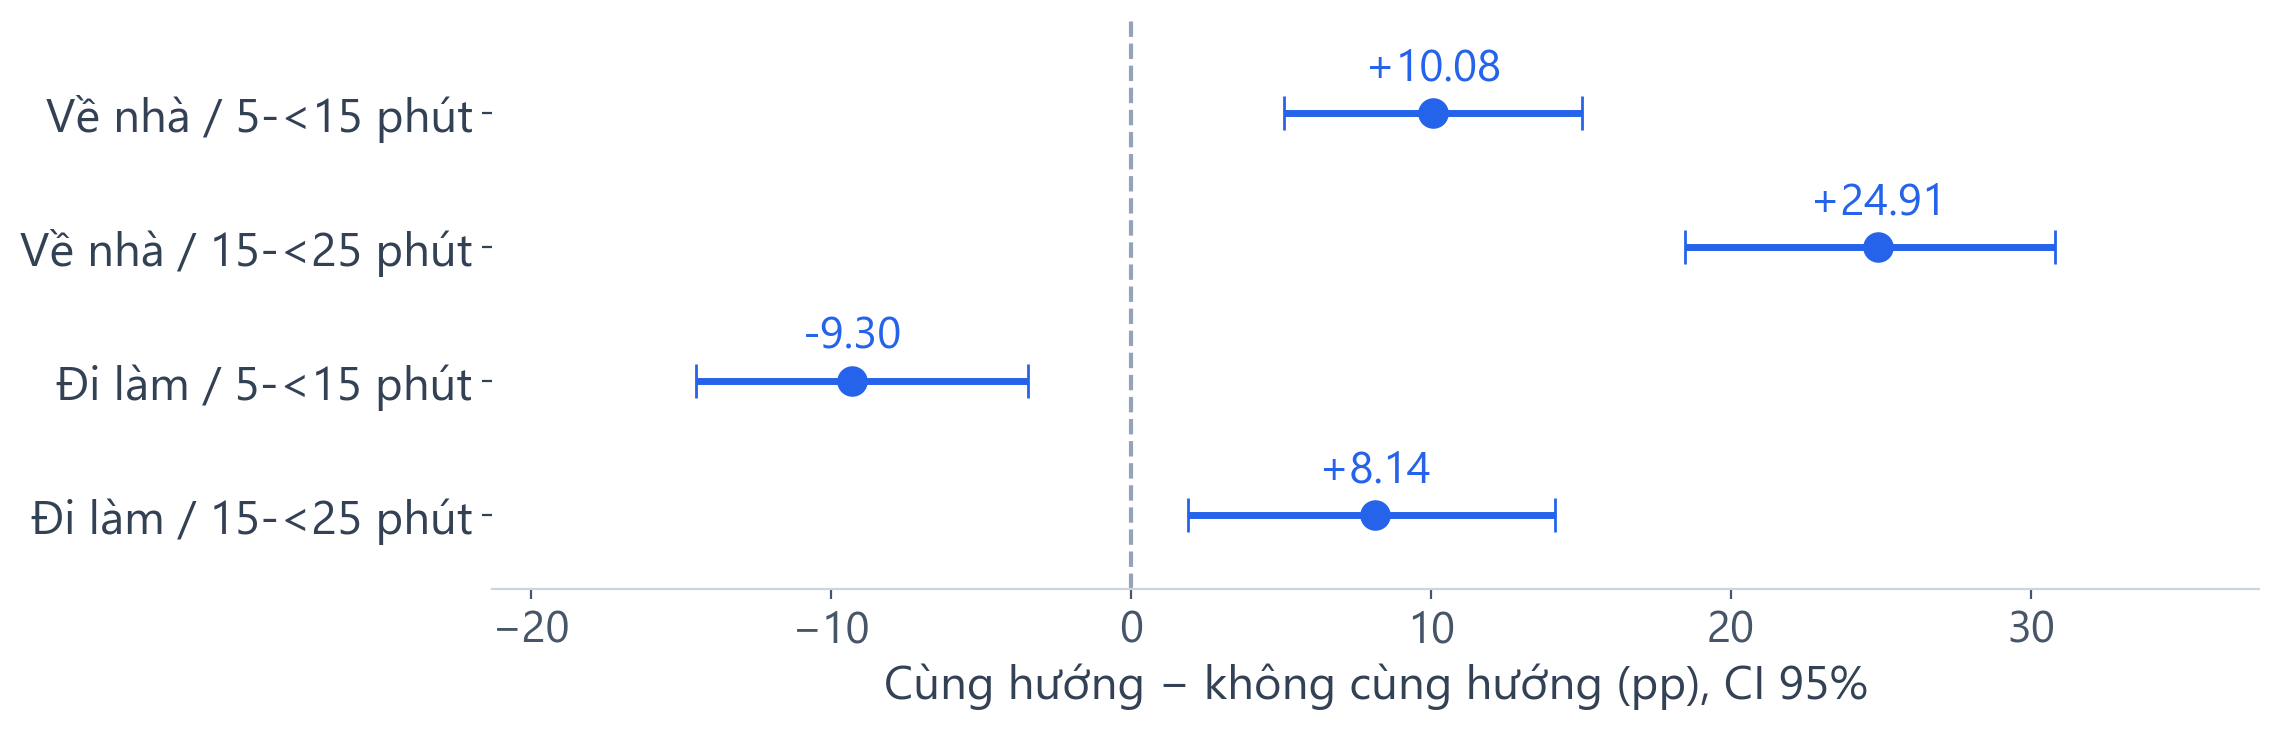 +10.08
Về nhà / 5-<15 phút
+24.91
Về nhà / 15-<25 phút
-9.30
Đi làm / 5-<15 phút
+8.14
Đi làm / 15-<25 phút
−20 −10 0 10 20 30
Cùng hướng − không cùng hướng (pp), CI 95%